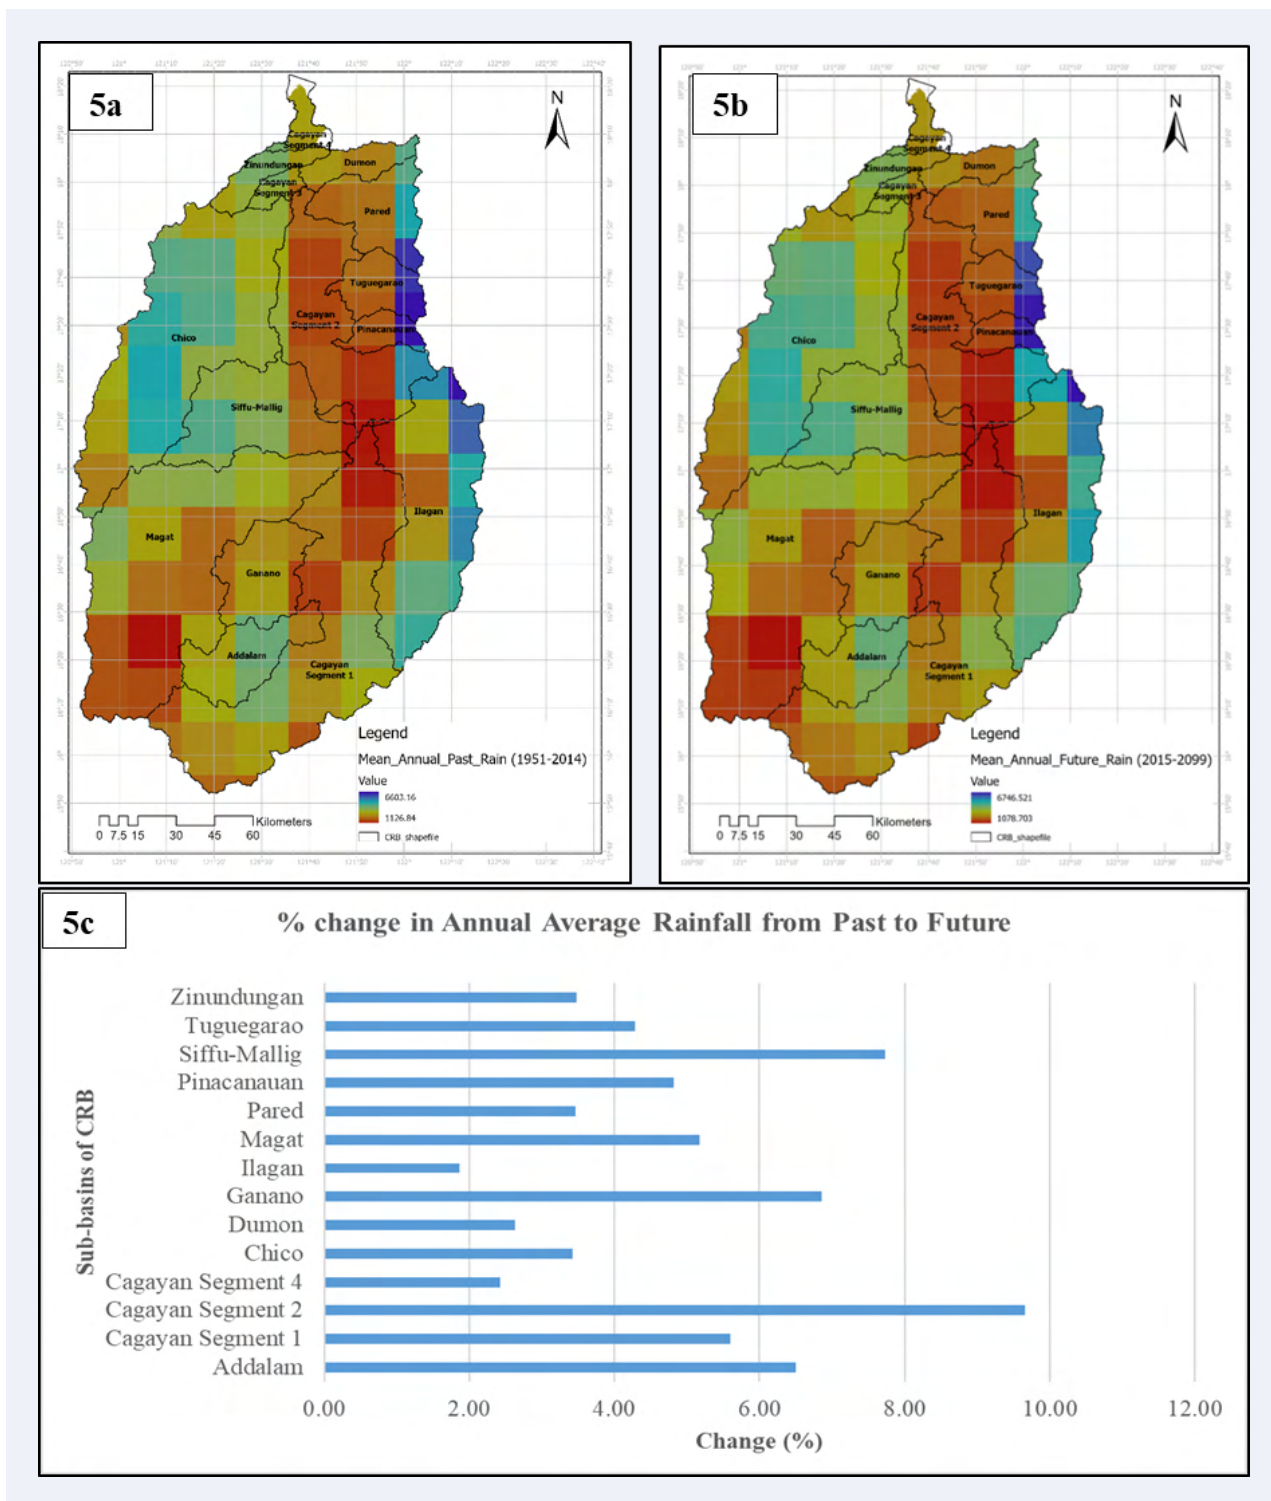 5a
N
Cagayan
Segment 4
Zinundungan
Dumon
Cagayan
Segment 3
Pared
Tuguegarao
Cagayan
Segment 2
Pinacanauan
Chico
Siffu-Mallig
Ilagan
Magat
Ganano
Addalam
Cagayan
Segment 1
Legend
Mean_Annual_Past_Rain (1951-2014)
Value
6603.16
1126.84
CRB_shapefile
Kilometers
0 7.5 15 30 45 60
5b
N
Cagayan
Segment 4
Zinundungan
Dumon
Cagayan
Segment 3
Pared
Tuguegarao
Cagayan
Segment 2
Pinacanauan
Chico
Siffu-Mallig
Ilagan
Magat
Ganano
Addalam
Cagayan
Segment 1
Legend
Mean_Annual_Future_Rain (2015-2099)
Value
6746.521
1078.703
CRB_shapefile
Kilometers
0 7.5 15 30 45 60
5c
% change in Annual Average Rainfall from Past to Future
Sub-basins of CRB
Zinundungan
Tuguegarao
Siffu-Mallig
Pinacanauan
Pared
Magat
Ilagan
Ganano
Dumon
Chico
Cagayan Segment 4
Cagayan Segment 2
Cagayan Segment 1
Addalam
0.00 2.00 4.00 6.00 8.00 10.00 12.00
Change (%)